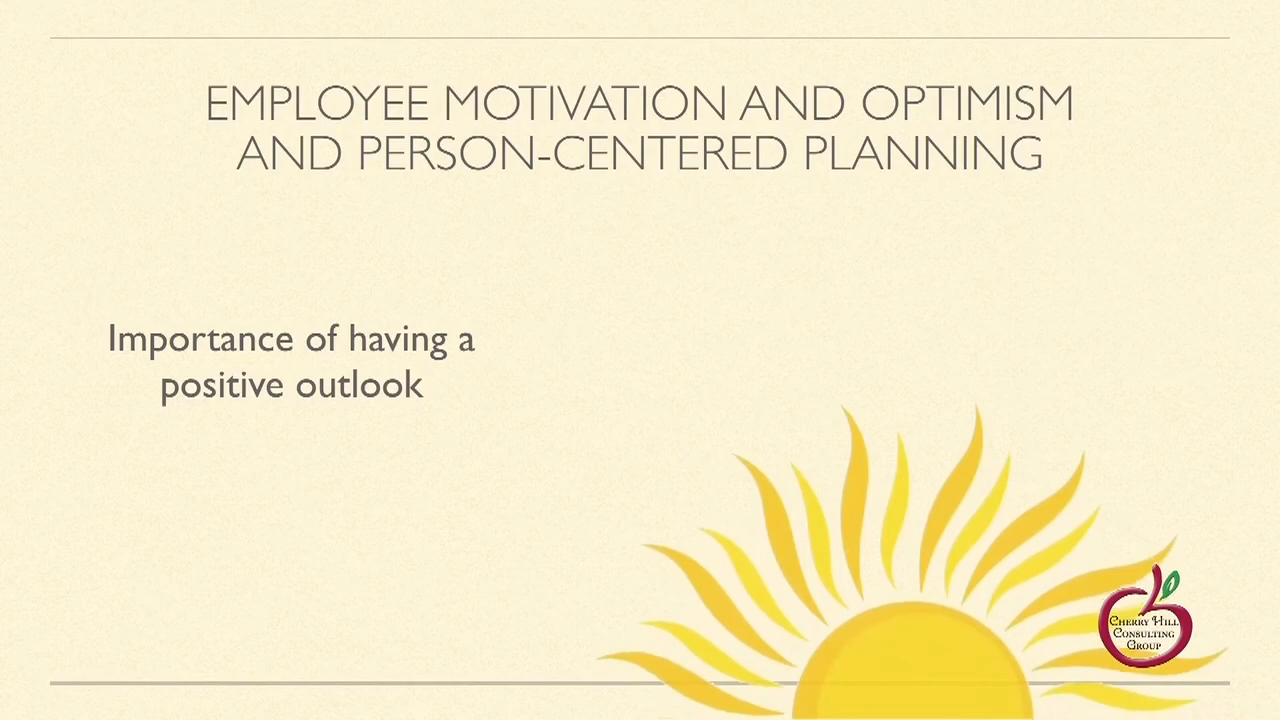 EMPLOYEE MOTIVATION AND OPTIMISM
AND PERSON-CENTERED PLANNING
Importance of having a
positive outlook
CHERRY HILL
CONSULTING
GROUP